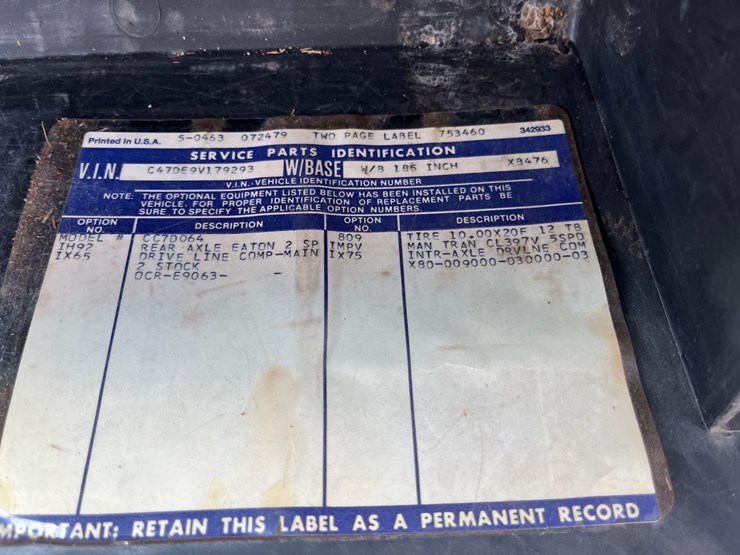 Printed in U.S.A. 5-0463 072479 TWO PAGE LABEL 753460 342933
SERVICE PARTS IDENTIFICATION
V.I.N. C47DE9V179293 W/BASE W/B 186 INCH X8476
V.I.N.-VEHICLE IDENTIFICATION NUMBER
NOTE: THE OPTIONAL EQUIPMENT LISTED BELOW HAS BEEN INSTALLED ON THIS
VEHICLE. FOR PROPER IDENTIFICATION OF REPLACEMENT PARTS BE
SURE TO SPECIFY THE APPLICABLE OPTION NUMBERS.
OPTION NO. DESCRIPTION OPTION NO. DESCRIPTION
MODEL # CC7D064 809 TIRE 10.00X20F 12 TB
IH92 REAR AXLE EATON 2 SP IMPV MAN TRAN CL397V 5SPD
IX65 DRIVE LINE COMP-MAIN IX75 INTR-AXLE DRVLNE COM
2 STOCK X80-009000-030000-03
OCR-E9063-
IMPORTANT: RETAIN THIS LABEL AS A PERMANENT RECORD